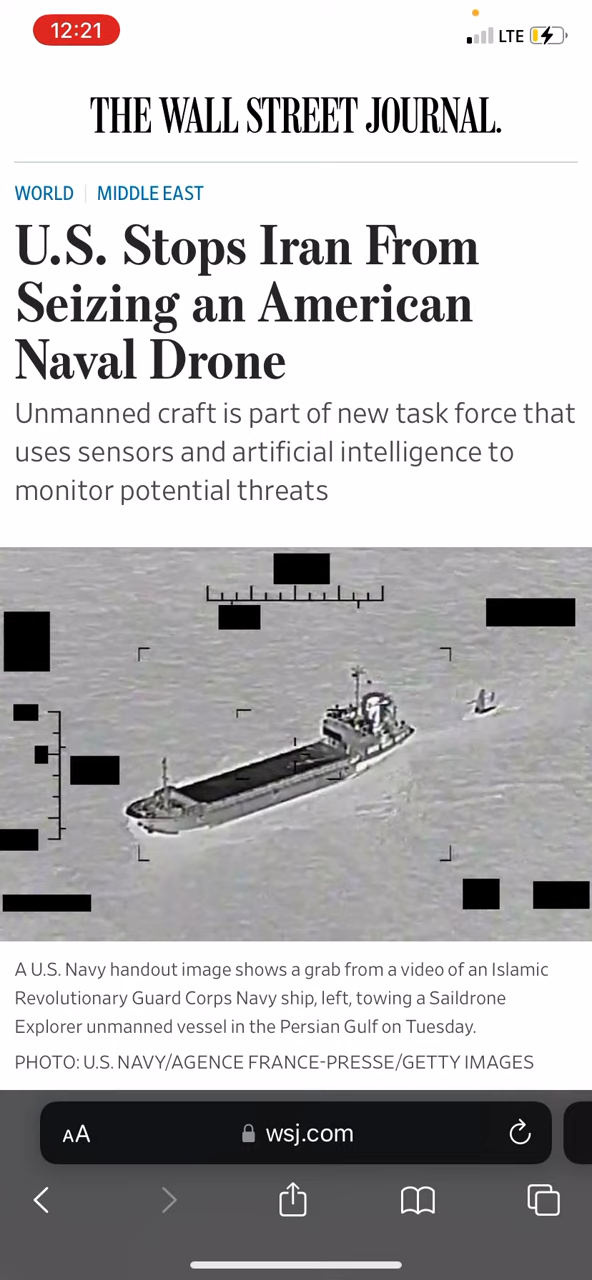 12:21
LTE
THE WALL STREET JOURNAL.
WORLD | MIDDLE EAST
U.S. Stops Iran From
Seizing an American
Naval Drone
Unmanned craft is part of new task force that
uses sensors and artificial intelligence to
monitor potential threats
A U.S. Navy handout image shows a grab from a video of an Islamic
Revolutionary Guard Corps Navy ship, left, towing a Saildrone
Explorer unmanned vessel in the Persian Gulf on Tuesday.
PHOTO: U.S. NAVY/AGENCE FRANCE-PRESSE/GETTY IMAGES
AA wsj.com